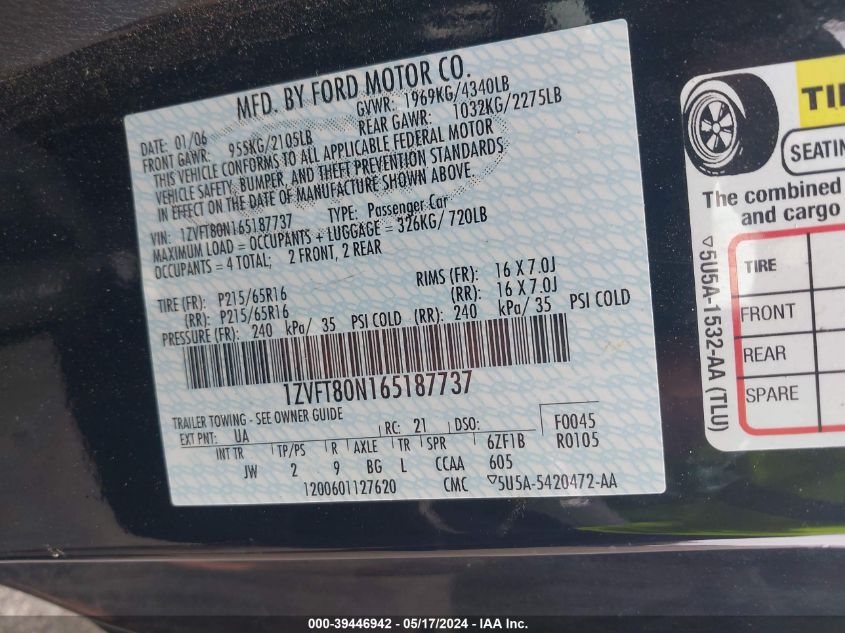 MFD. BY FORD MOTOR CO.
DATE: 01/06 GVWR: 1969KG/4340LB
FRONT GAWR: 955KG/2105LB REAR GAWR: 1032KG/2275LB
THIS VEHICLE CONFORMS TO ALL APPLICABLE FEDERAL MOTOR
VEHICLE SAFETY, BUMPER, AND THEFT PREVENTION STANDARDS
IN EFFECT ON THE DATE OF MANUFACTURE SHOWN ABOVE.
VIN: 1ZVFT80N165187737 TYPE: Passenger Car
MAXIMUM LOAD = OCCUPANTS + LUGGAGE = 326KG/720LB
OCCUPANTS = 4 TOTAL; 2 FRONT, 2 REAR
TIRE (FR): P215/65R16 RIMS (FR): 16 X 7.0J
(RR): P215/65R16 (RR): 16 X 7.0J
PRESSURE (FR): 240 kPa/ 35 PSI COLD (RR): 240 kPa/ 35 PSI COLD
1ZVFT80N165187737
TRAILER TOWING - SEE OWNER GUIDE
EXT PNT: UA RC: 21 DSO: F0045
INT TR TP/PS R AXLE TR SPR 6ZF1B R0105
JW 2 9 BG L CCAA 605
1200601127620 CMC ▽5U5A-5420472-AA
TI
SEATIN
The combined
and cargo
TIRE
FRONT
REAR
SPARE
▽5U5A-1532-AA (TLU)
000-39446942 - 05/17/2024 - IAA Inc.